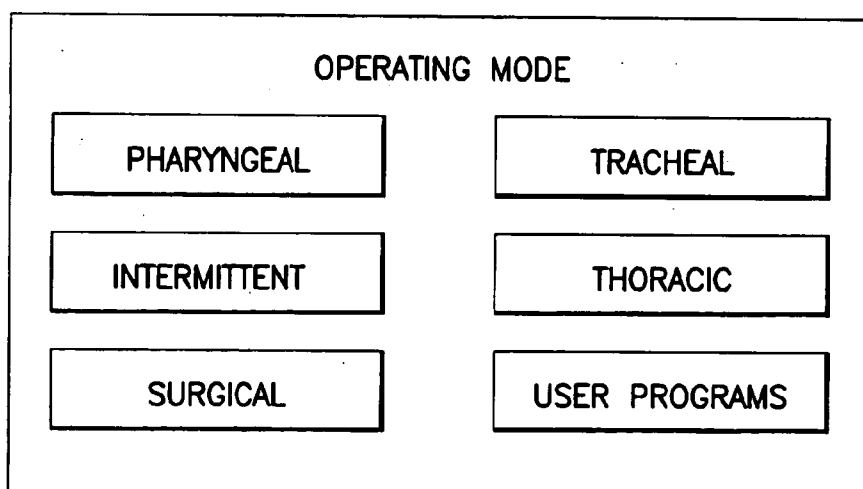 OPERATING MODE
PHARYNGEAL
TRACHEAL
INTERMITTENT
THORACIC
SURGICAL
USER PROGRAMS